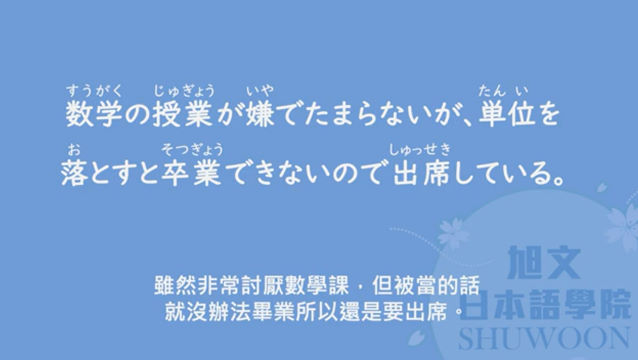 すうがく じゅぎょう いや たんい
数学の授業が嫌でたまらないが、単位を
お そつぎょう しゅっせき
落とすと卒業できないので出席している。
雖然非常討厭數學課,但被當的話
就沒辦法畢業所以還是要出席。
旭文
日本語學院
SHUWOON